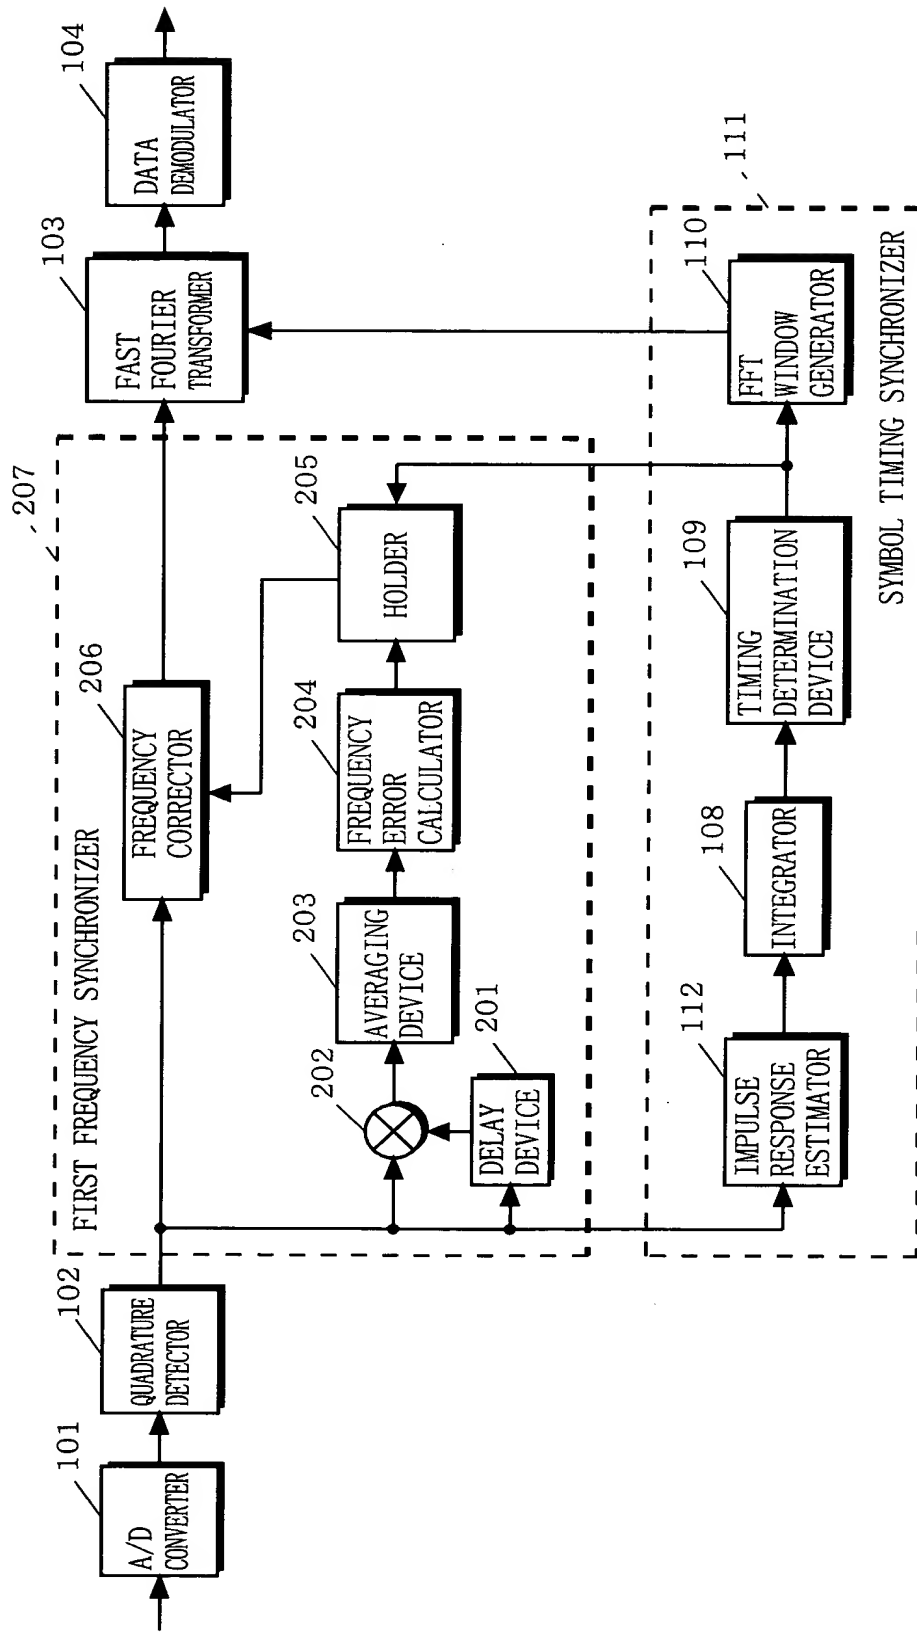 101
A/D
CONVERTER
102
QUADRATURE
DETECTOR
207
FIRST FREQUENCY SYNCHRONIZER
206
FREQUENCY
CORRECTOR
103
FAST
FOURIER
TRANSFORMER
104
DATA
DEMODULATOR
202
203
AVERAGING
DEVICE
204
FREQUENCY
ERROR
CALCULATOR
205
HOLDER
201
DELAY
DEVICE
111
112
IMPULSE
RESPONSE
ESTIMATOR
108
INTEGRATOR
109
TIMING
DETERMINATION
DEVICE
110
FFT
WINDOW
GENERATOR
SYMBOL TIMING SYNCHRONIZER